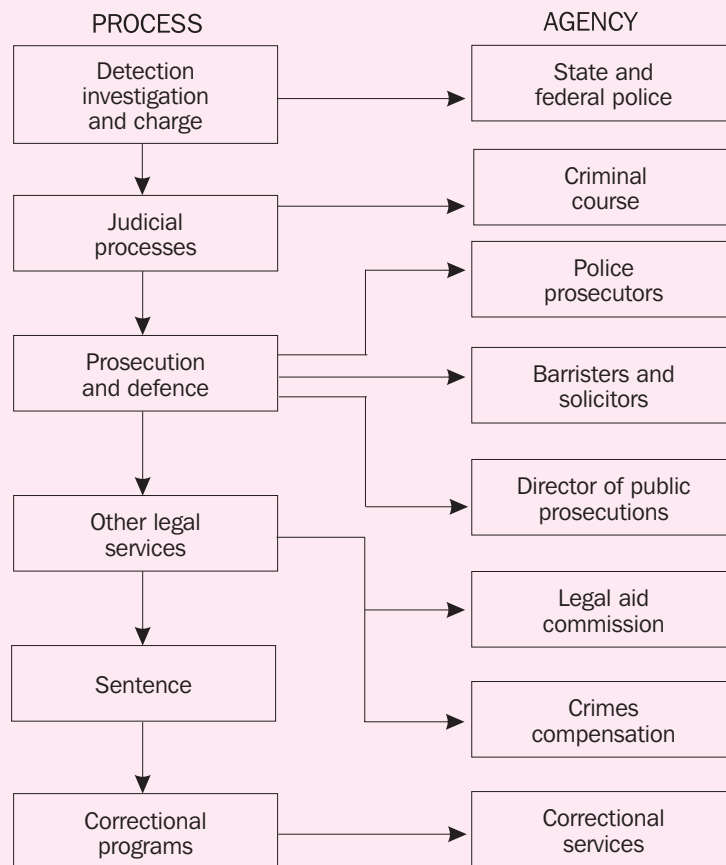 PROCESS
AGENCY
Detection
investigation
and charge
State and
federal police
Judicial
processes
Criminal
course
Prosecution
and defence
Police
prosecutors
Barristers and
solicitors
Director of public
prosecutions
Other legal
services
Legal aid
commission
Crimes
compensation
Sentence
Correctional
programs
Correctional
services